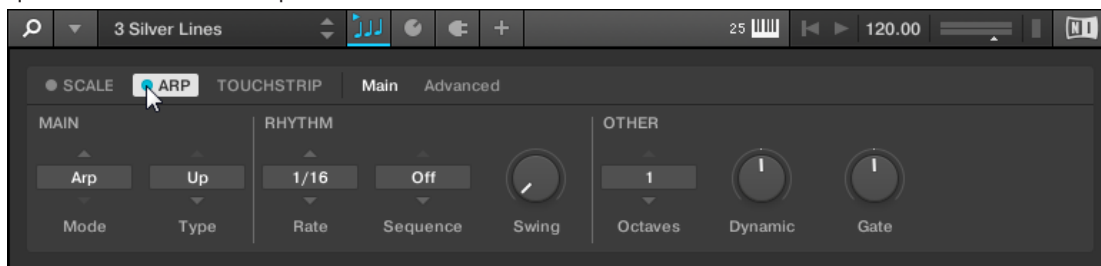 3 Silver Lines 25 120.00 NI
SCALE ARP TOUCHSTRIP Main Advanced
MAIN RHYTHM OTHER
Arp Up 1/16 Off 1
Mode Type Rate Sequence Swing Octaves Dynamic Gate